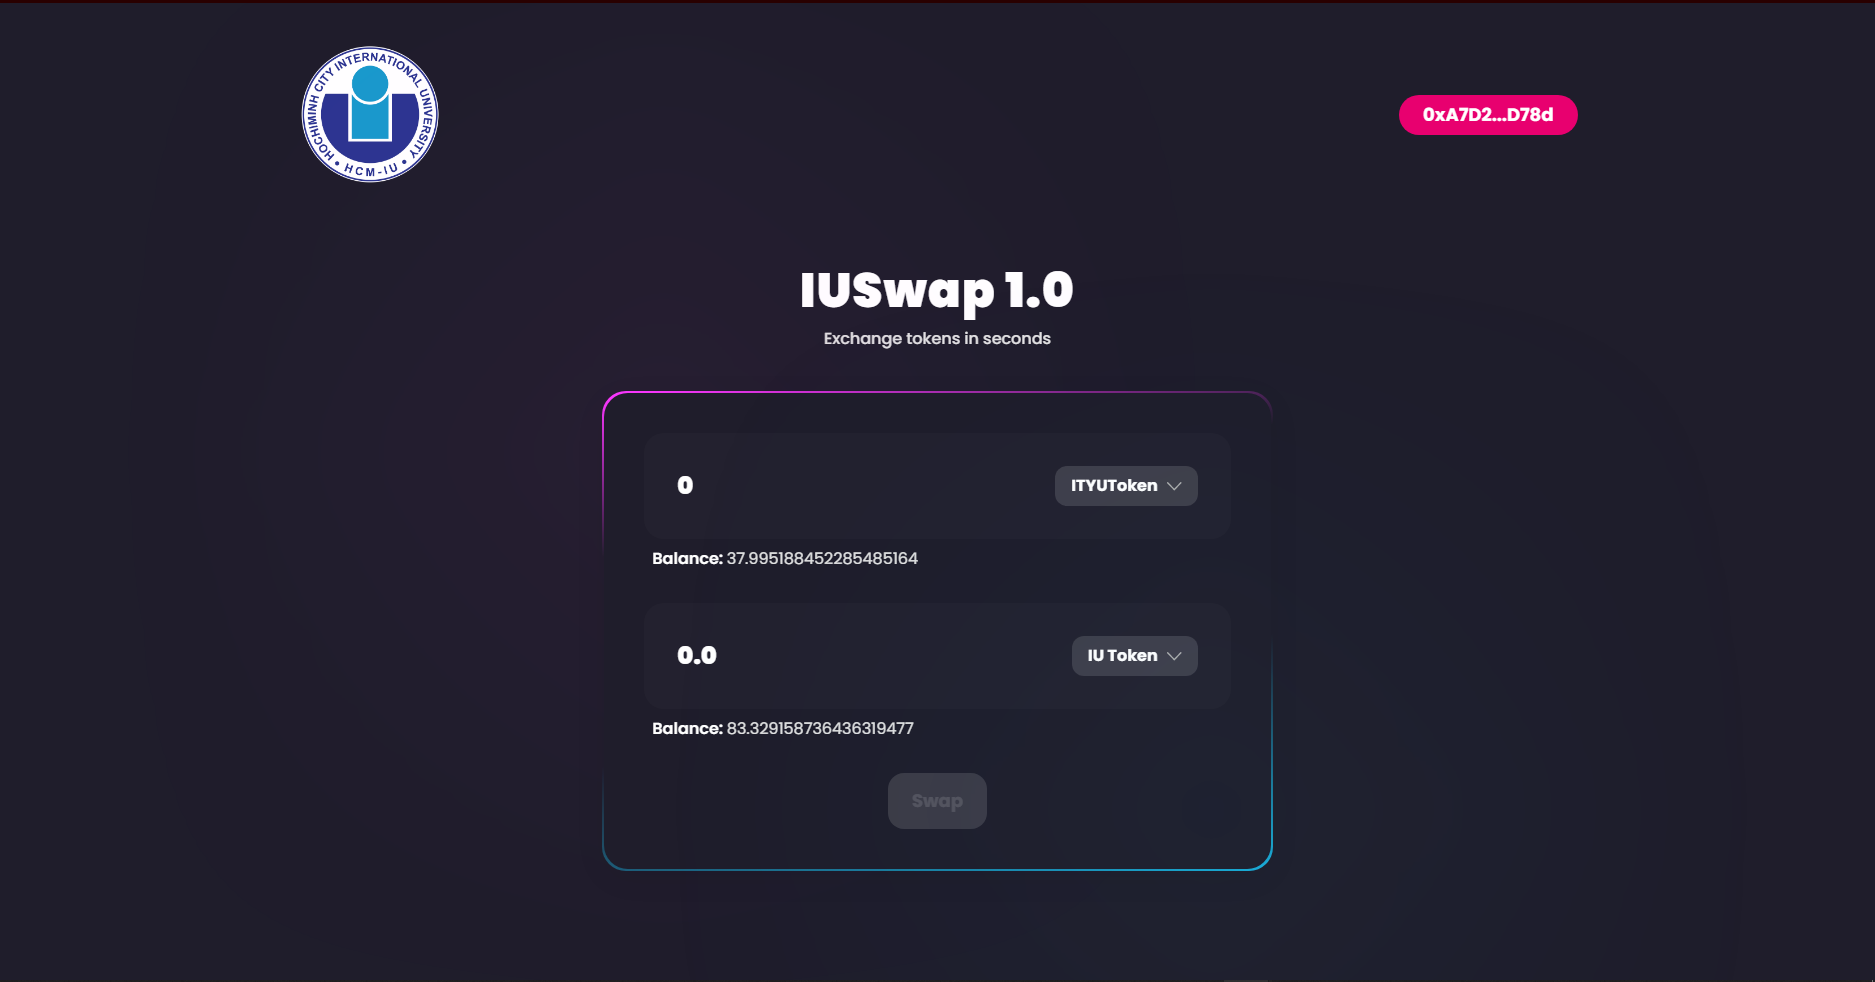 HOCHIMINH CITY INTERNATIONAL UNIVERSITY
• HCM-IU •
0xA7D2...D78d
IUSwap 1.0
Exchange tokens in seconds
0
ITYUToken
Balance: 37.995188452285485164
0.0
IU Token
Balance: 83.329158736436319477
Swap